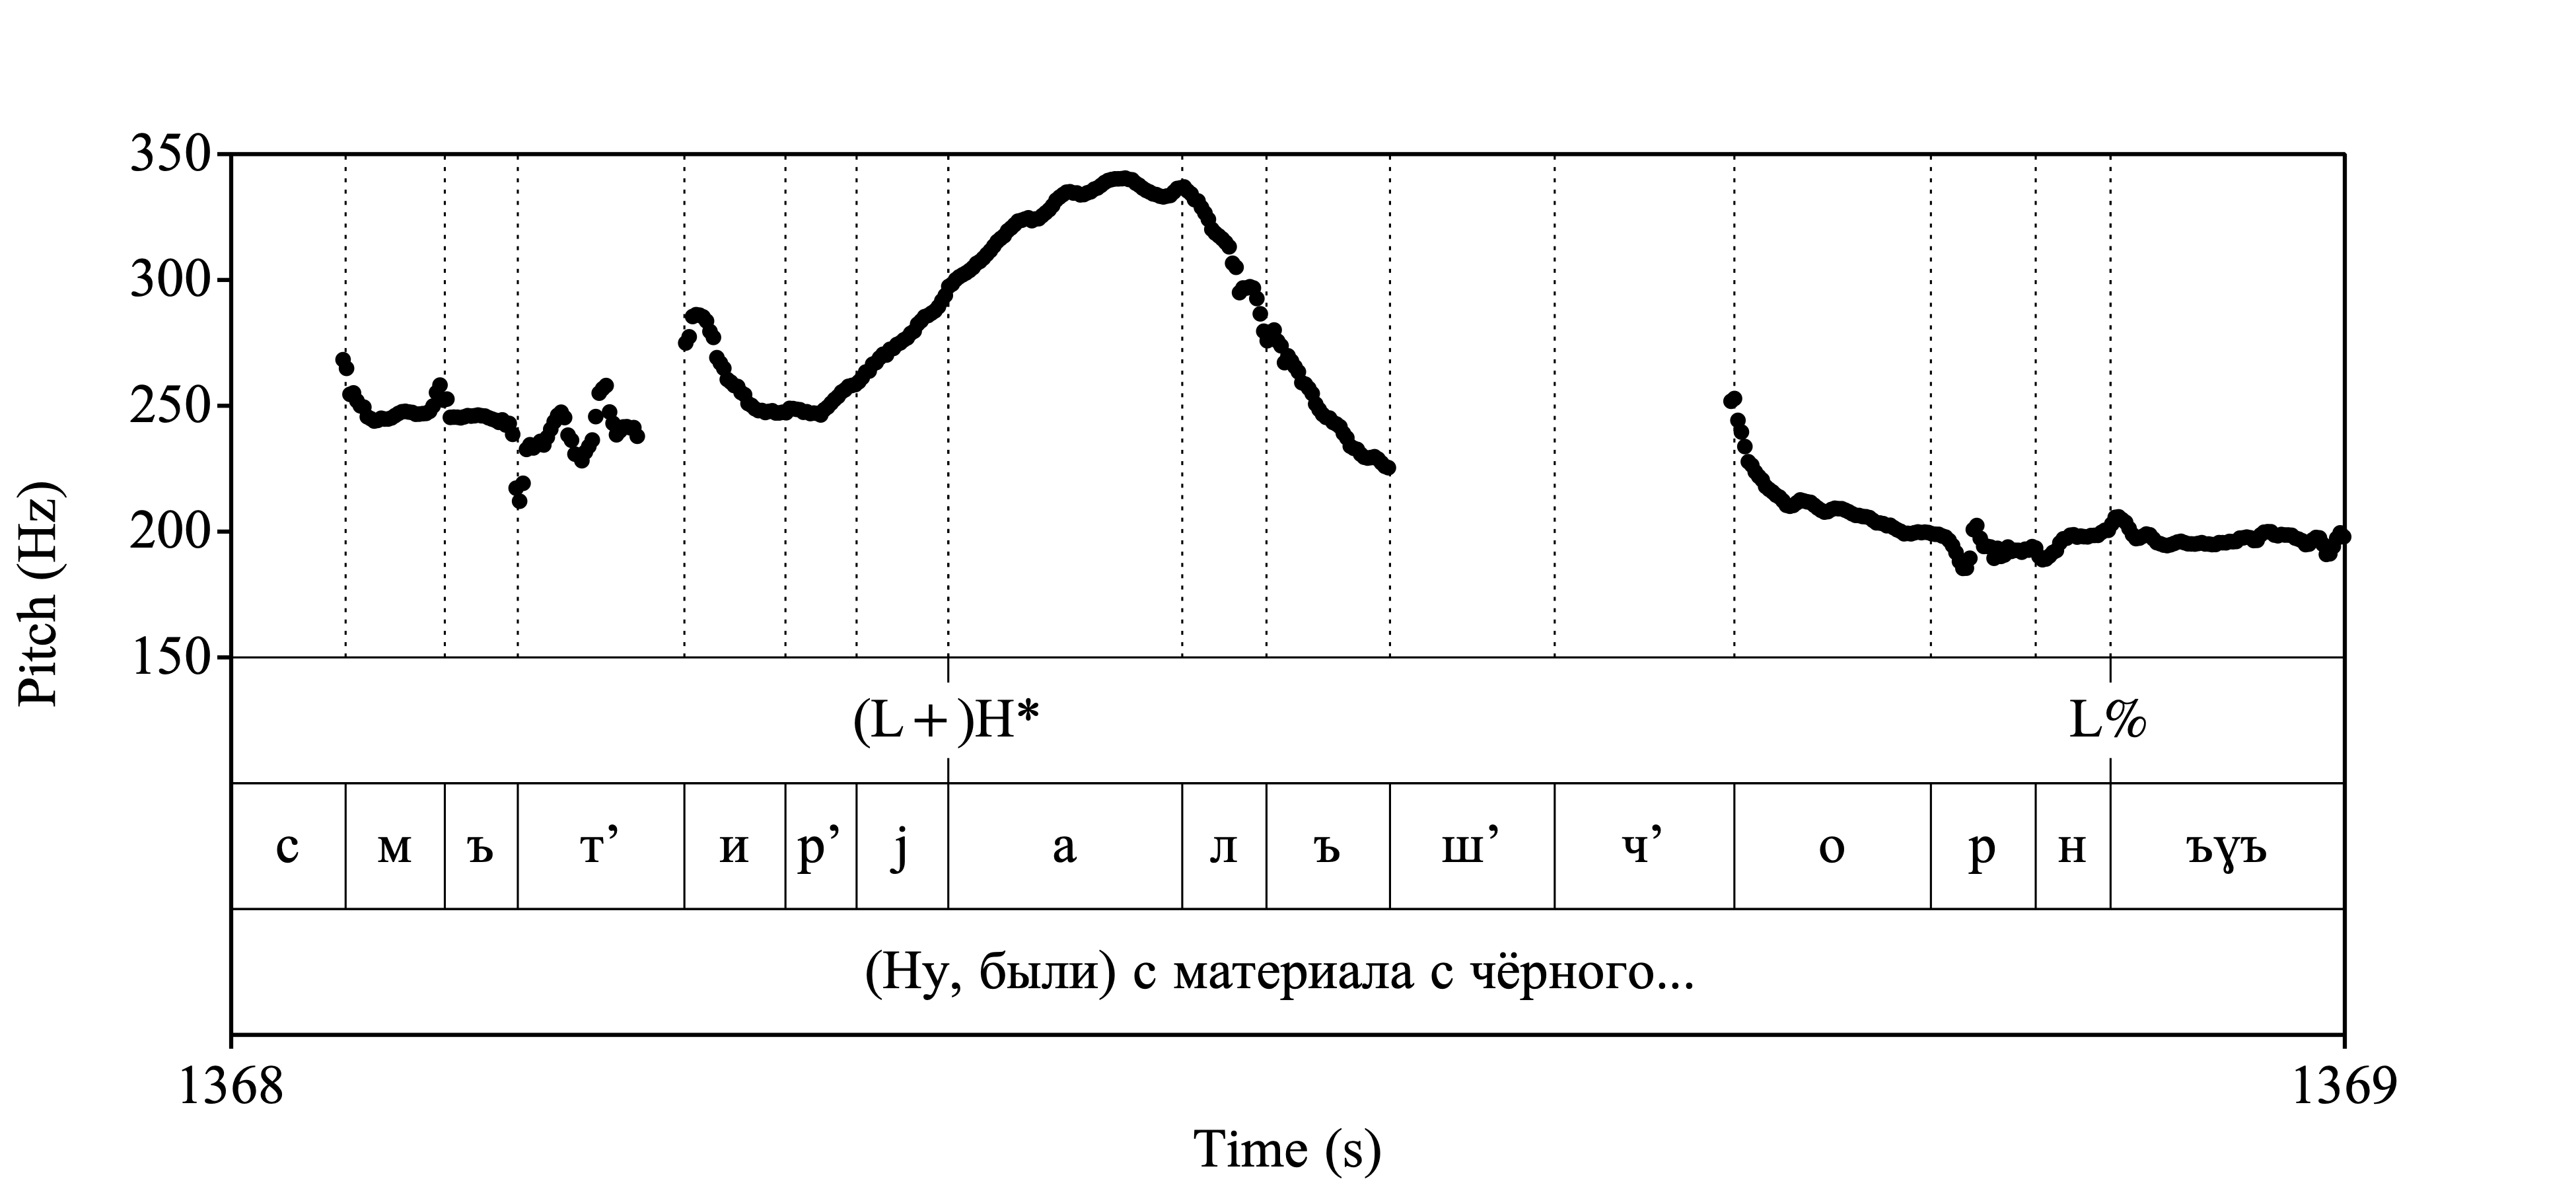 Pitch (Hz)
350
300
250
200
150
(L+)H* L%
с м ъ т’ и р’ j а л ъ ш’ ч’ о р н ъɣъ
(Ну, были) с материала с чёрного...
1368 1369
Time (s)